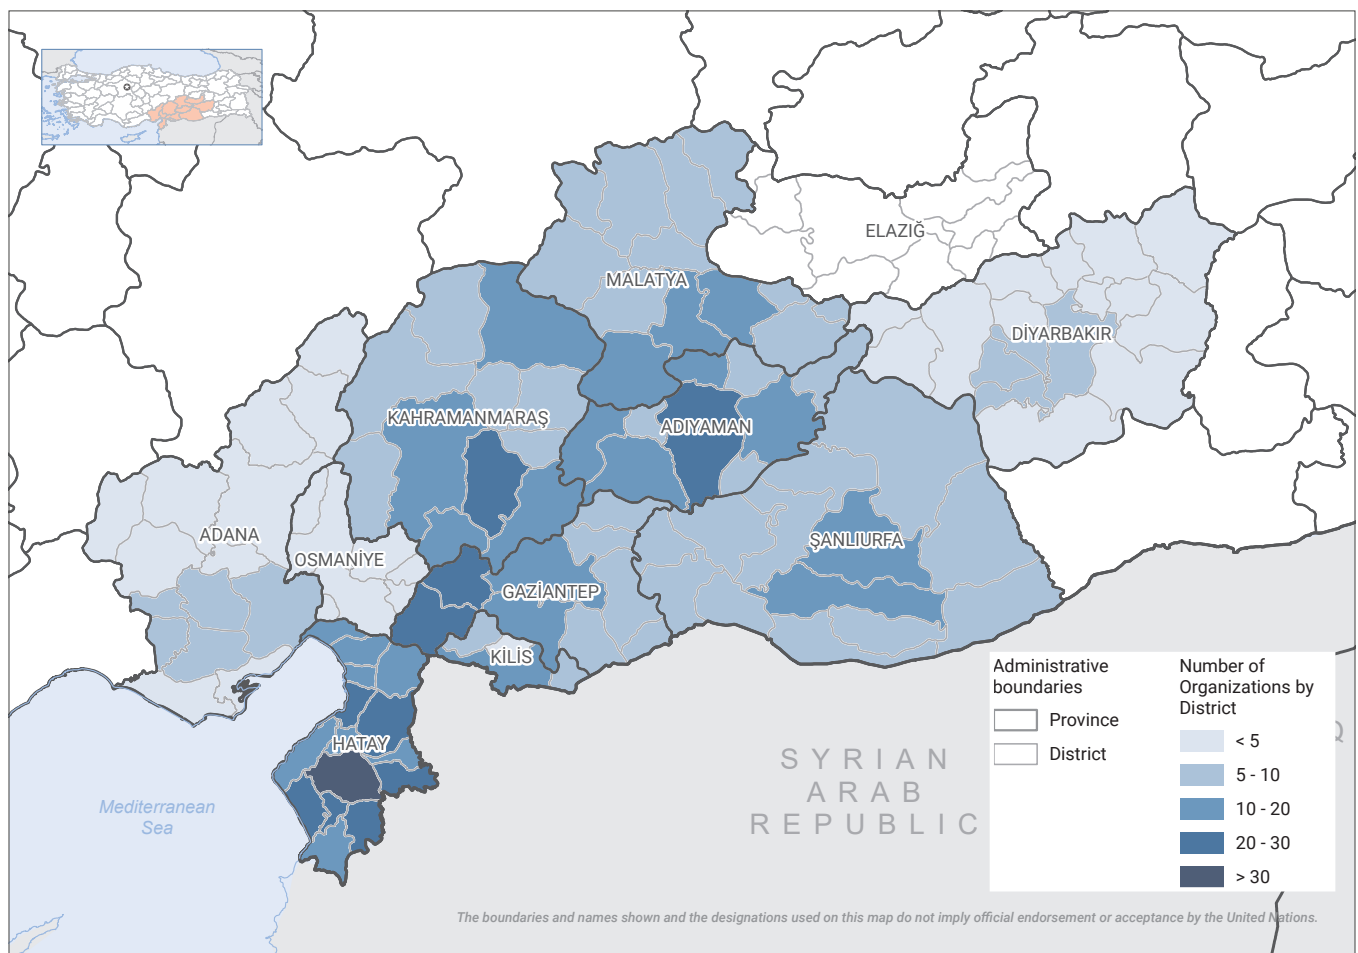 ELAZIĞ
MALATYA
DİYARBAKIR
KAHRAMANMARAŞ
ADIYAMAN
ADANA
OSMANİYE
ŞANLIURFA
GAZİANTEP
KİLİS
HATAY
Mediterranean
Sea
SYRIAN
ARAB
REPUBLIC
Administrative
boundaries
Province
District
Number of
Organizations by
District
< 5
5 - 10
10 - 20
20 - 30
> 30
Q
The boundaries and names shown and the designations used on this map do not imply official endorsement or acceptance by the United Nations.